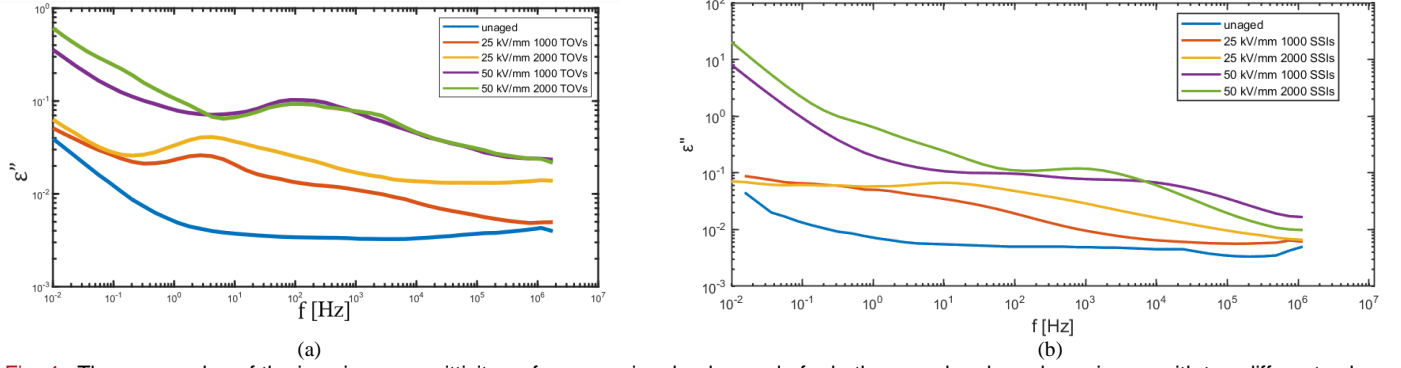 10^0
10^-1
10^-2
10^-3
ε’’
unaged
25 kV/mm 1000 TOVs
25 kV/mm 2000 TOVs
50 kV/mm 1000 TOVs
50 kV/mm 2000 TOVs
10^-2 10^-1 10^0 10^1 10^2 10^3 10^4 10^5 10^6 10^7
f [Hz]
(a)
10^2
10^1
10^0
10^-1
10^-2
10^-3
ε"
unaged
25 kV/mm 1000 SSIs
25 kV/mm 2000 SSIs
50 kV/mm 1000 SSIs
50 kV/mm 2000 SSIs
10^-2 10^-1 10^0 10^1 10^2 10^3 10^4 10^5 10^6 10^7
f [Hz]
(b)